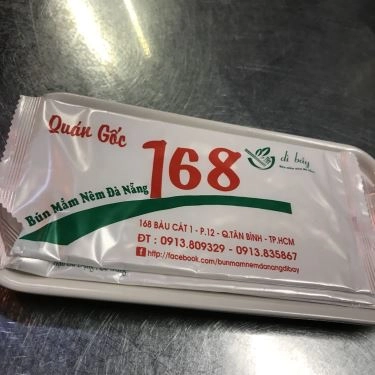 Quán Gốc
168
dì bảy
Bún Mắm Nêm Đà Nẵng
168 BÀU CÁT 1 - P.12 - Q.TÂN BÌNH - TP.HCM
ĐT : 0913.809329 - 0913.835867
http://facebook.com/bunmamnemdanangdibay